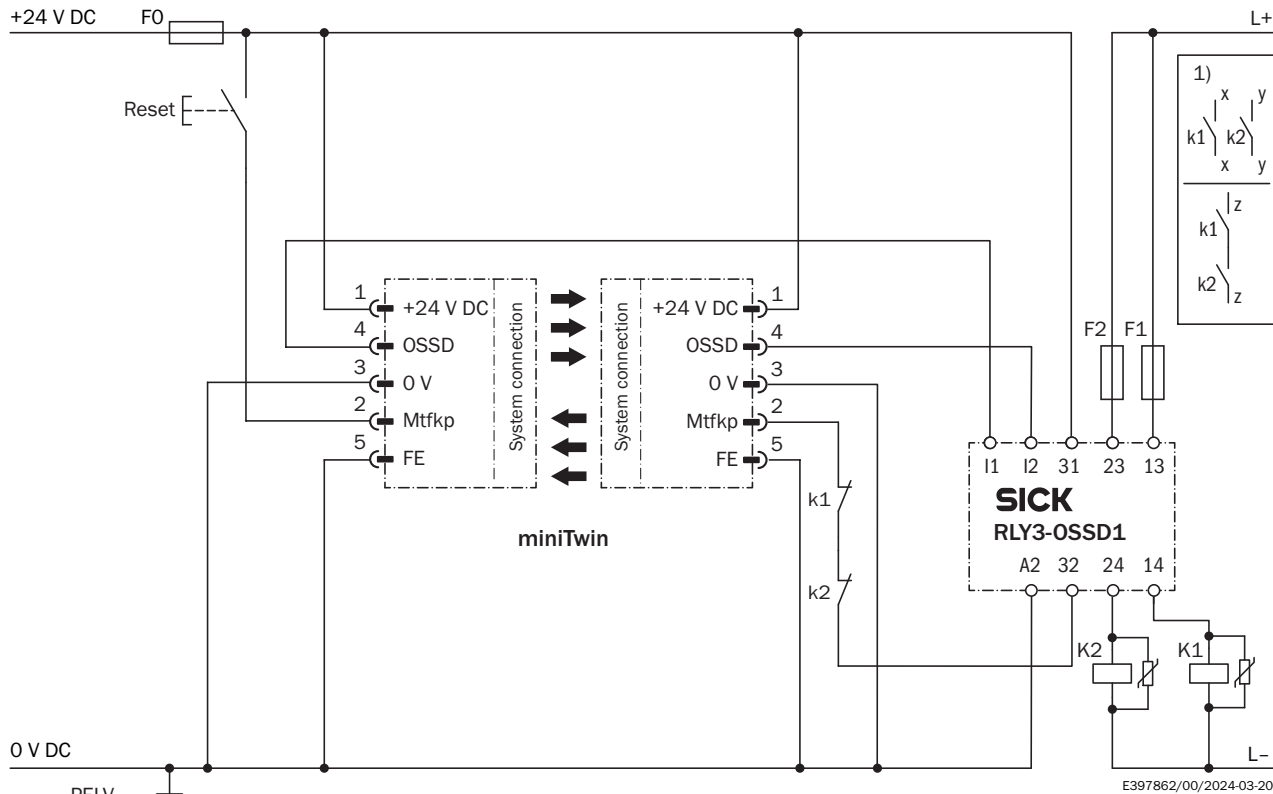 +24 V DC F0 L+
Reset
1)
x y
k1 k2
x y
z
k1
k2
z
1 +24 V DC
4 OSSD
3 0 V
2 Mtfkp
5 FE
System connection
System connection
+24 V DC 1
OSSD 4
0 V 3
Mtfkp 2
FE 5
miniTwin
k1
k2
F2 F1
I1 I2 31 23 13
SICK
RLY3-OSSD1
A2 32 24 14
K2 K1
0 V DC L–
PELV
E397862/00/2024-03-20